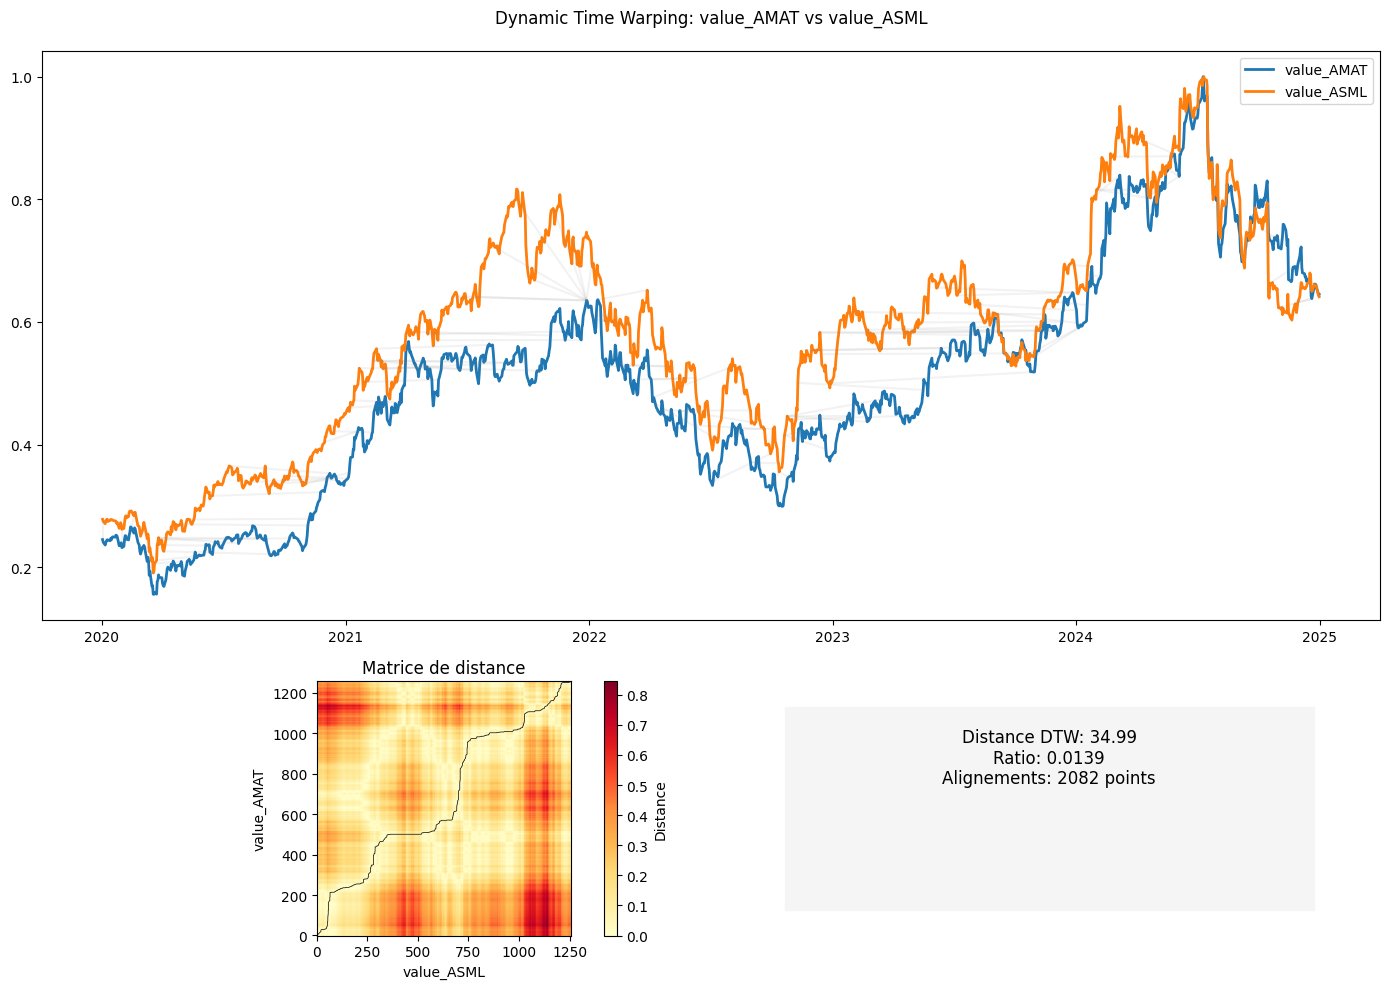 Dynamic Time Warping: value_AMAT vs value_ASML
value_AMAT
value_ASML
1.0
0.8
0.6
0.4
0.2
2020 2021 2022 2023 2024 2025
Matrice de distance
value_AMAT
1200
1000
800
600
400
200
0
0 250 500 750 1000 1250
value_ASML
0.8
0.7
0.6
0.5
0.4
0.3
0.2
0.1
0.0
Distance
Distance DTW: 34.99
Ratio: 0.0139
Alignements: 2082 points